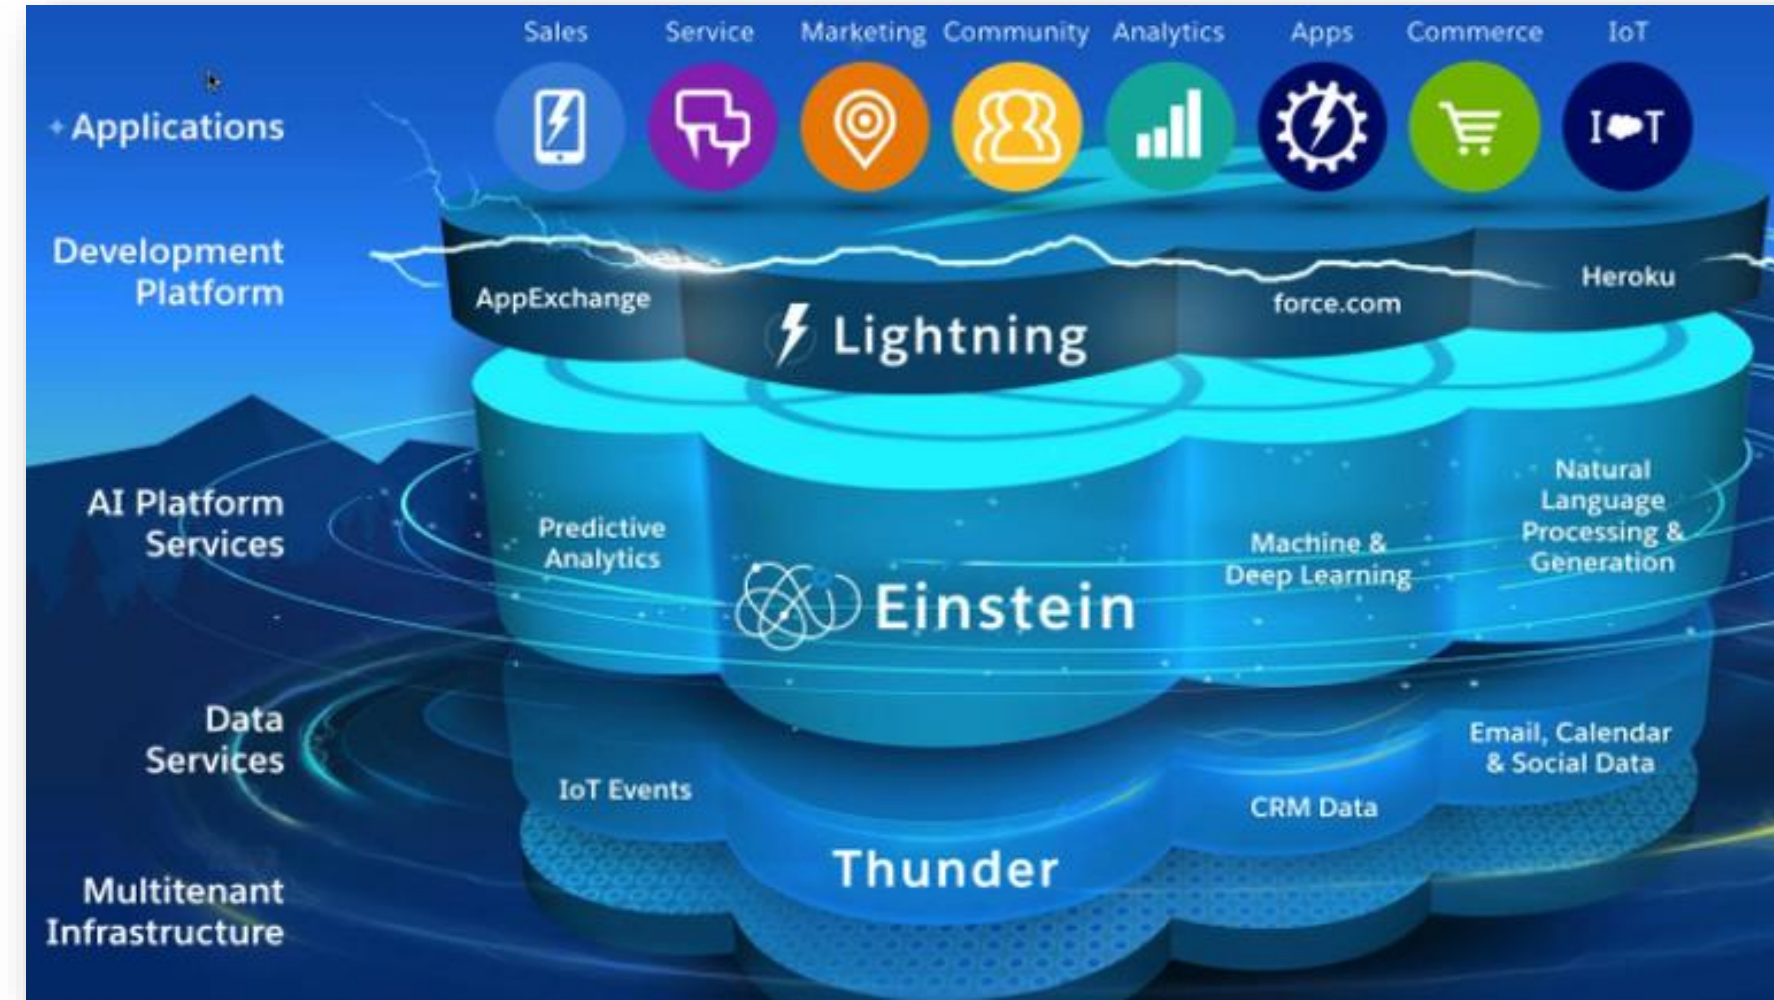 Sales
Service
Marketing
Community
Analytics
Apps
Commerce
IoT
Applications
I T
Development
Platform
AppExchange
Lightning
force.com
Heroku
AI Platform
Services
Predictive
Analytics
Einstein
Machine &
Deep Learning
Natural
Language
Processing &
Generation
Data
Services
IoT Events
Thunder
CRM Data
Email, Calendar
& Social Data
Multitenant
Infrastructure